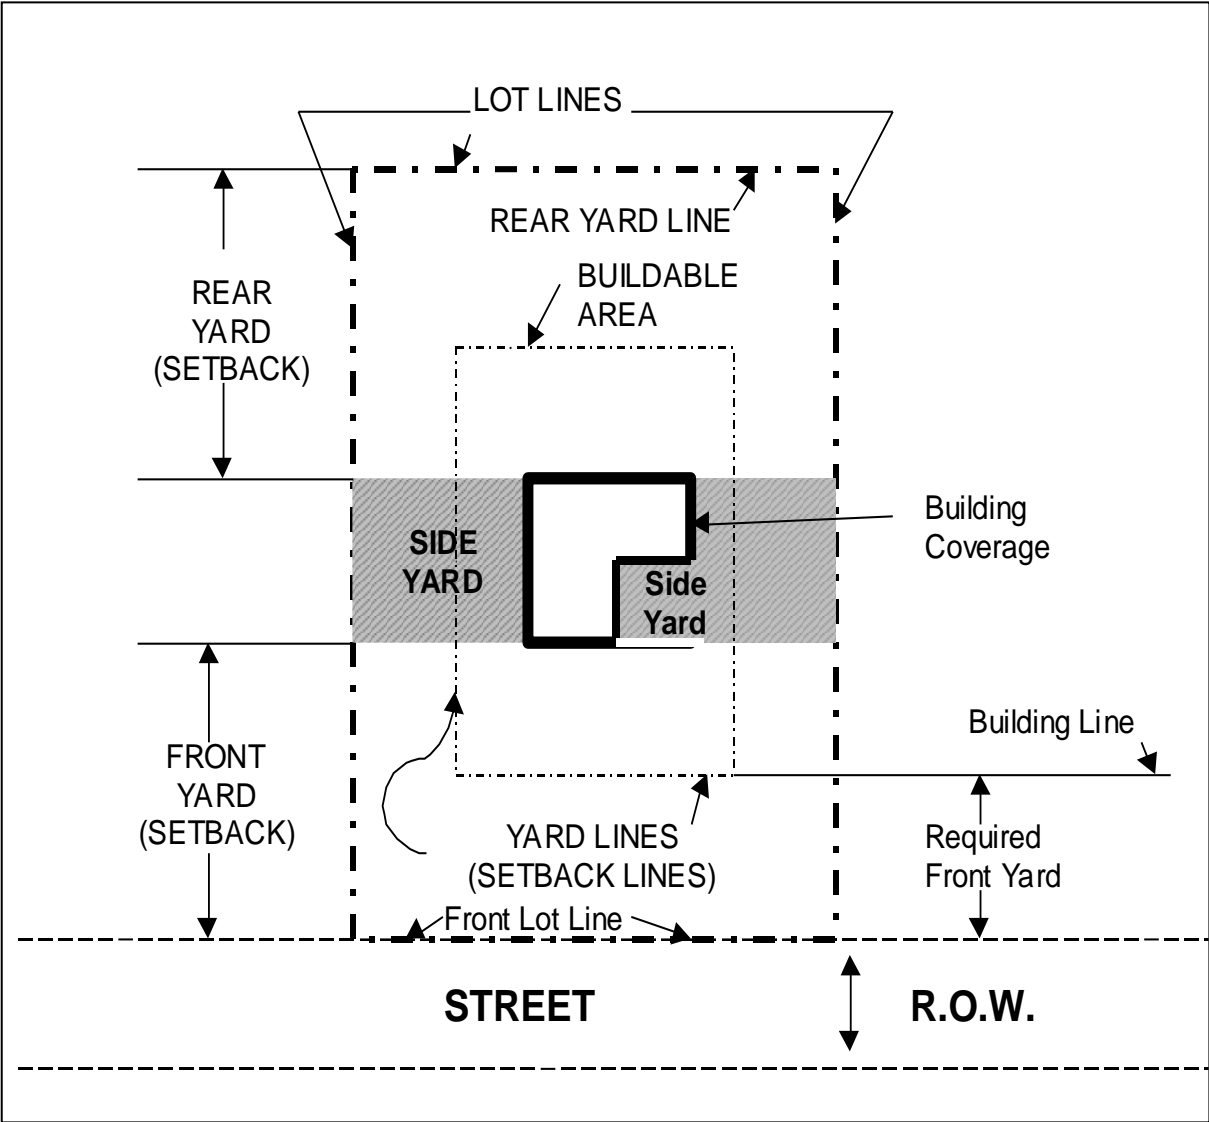 LOT LINES
REAR YARD LINE
BUILDABLE
AREA
REAR
YARD
(SETBACK)
SIDE
YARD
Side
Yard
Building
Coverage
Building Line
FRONT
YARD
(SETBACK)
YARD LINES
(SETBACK LINES)
Required
Front Yard
Front Lot Line
STREET
R.O.W.